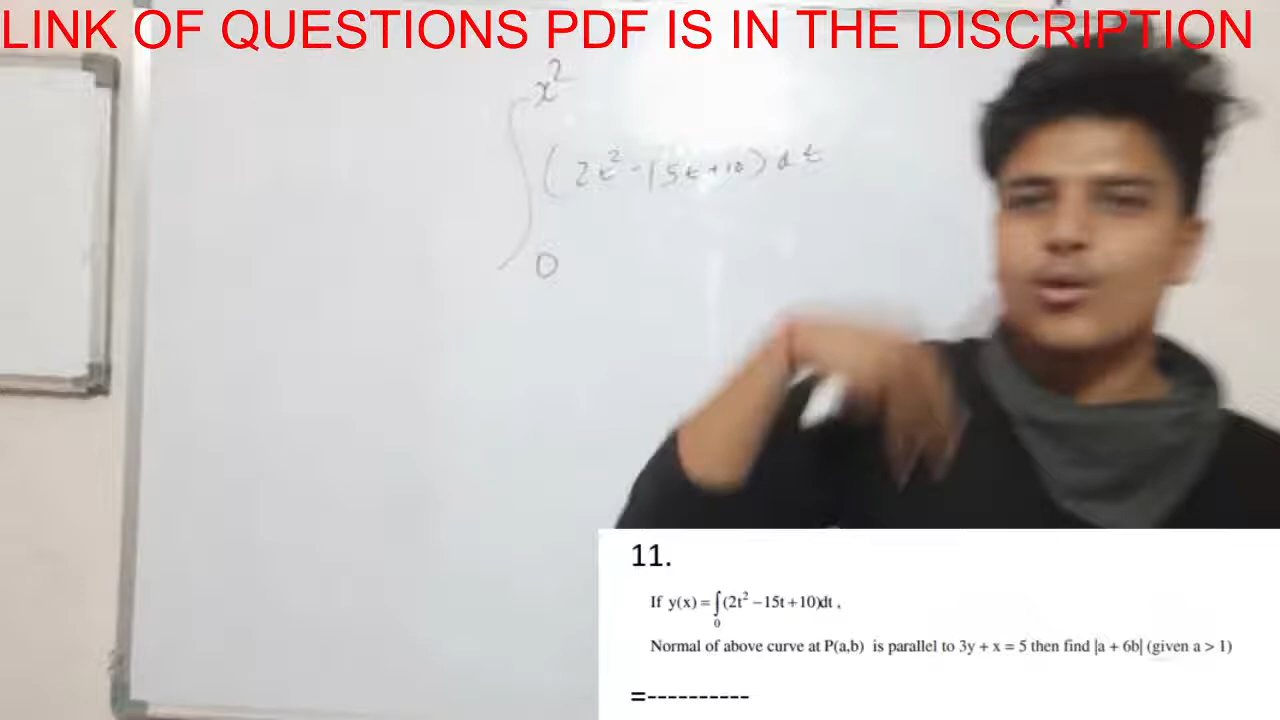 LINK OF QUESTIONS PDF IS IN THE DISCRIPTION
x²
∫ (2t² -15t+10) dt
0
11.
If y(x) = ∫(2t² −15t+10)dt ,
0
Normal of above curve at P(a,b) is parallel to 3y + x = 5 then find |a + 6b| (given a > 1)
=----------